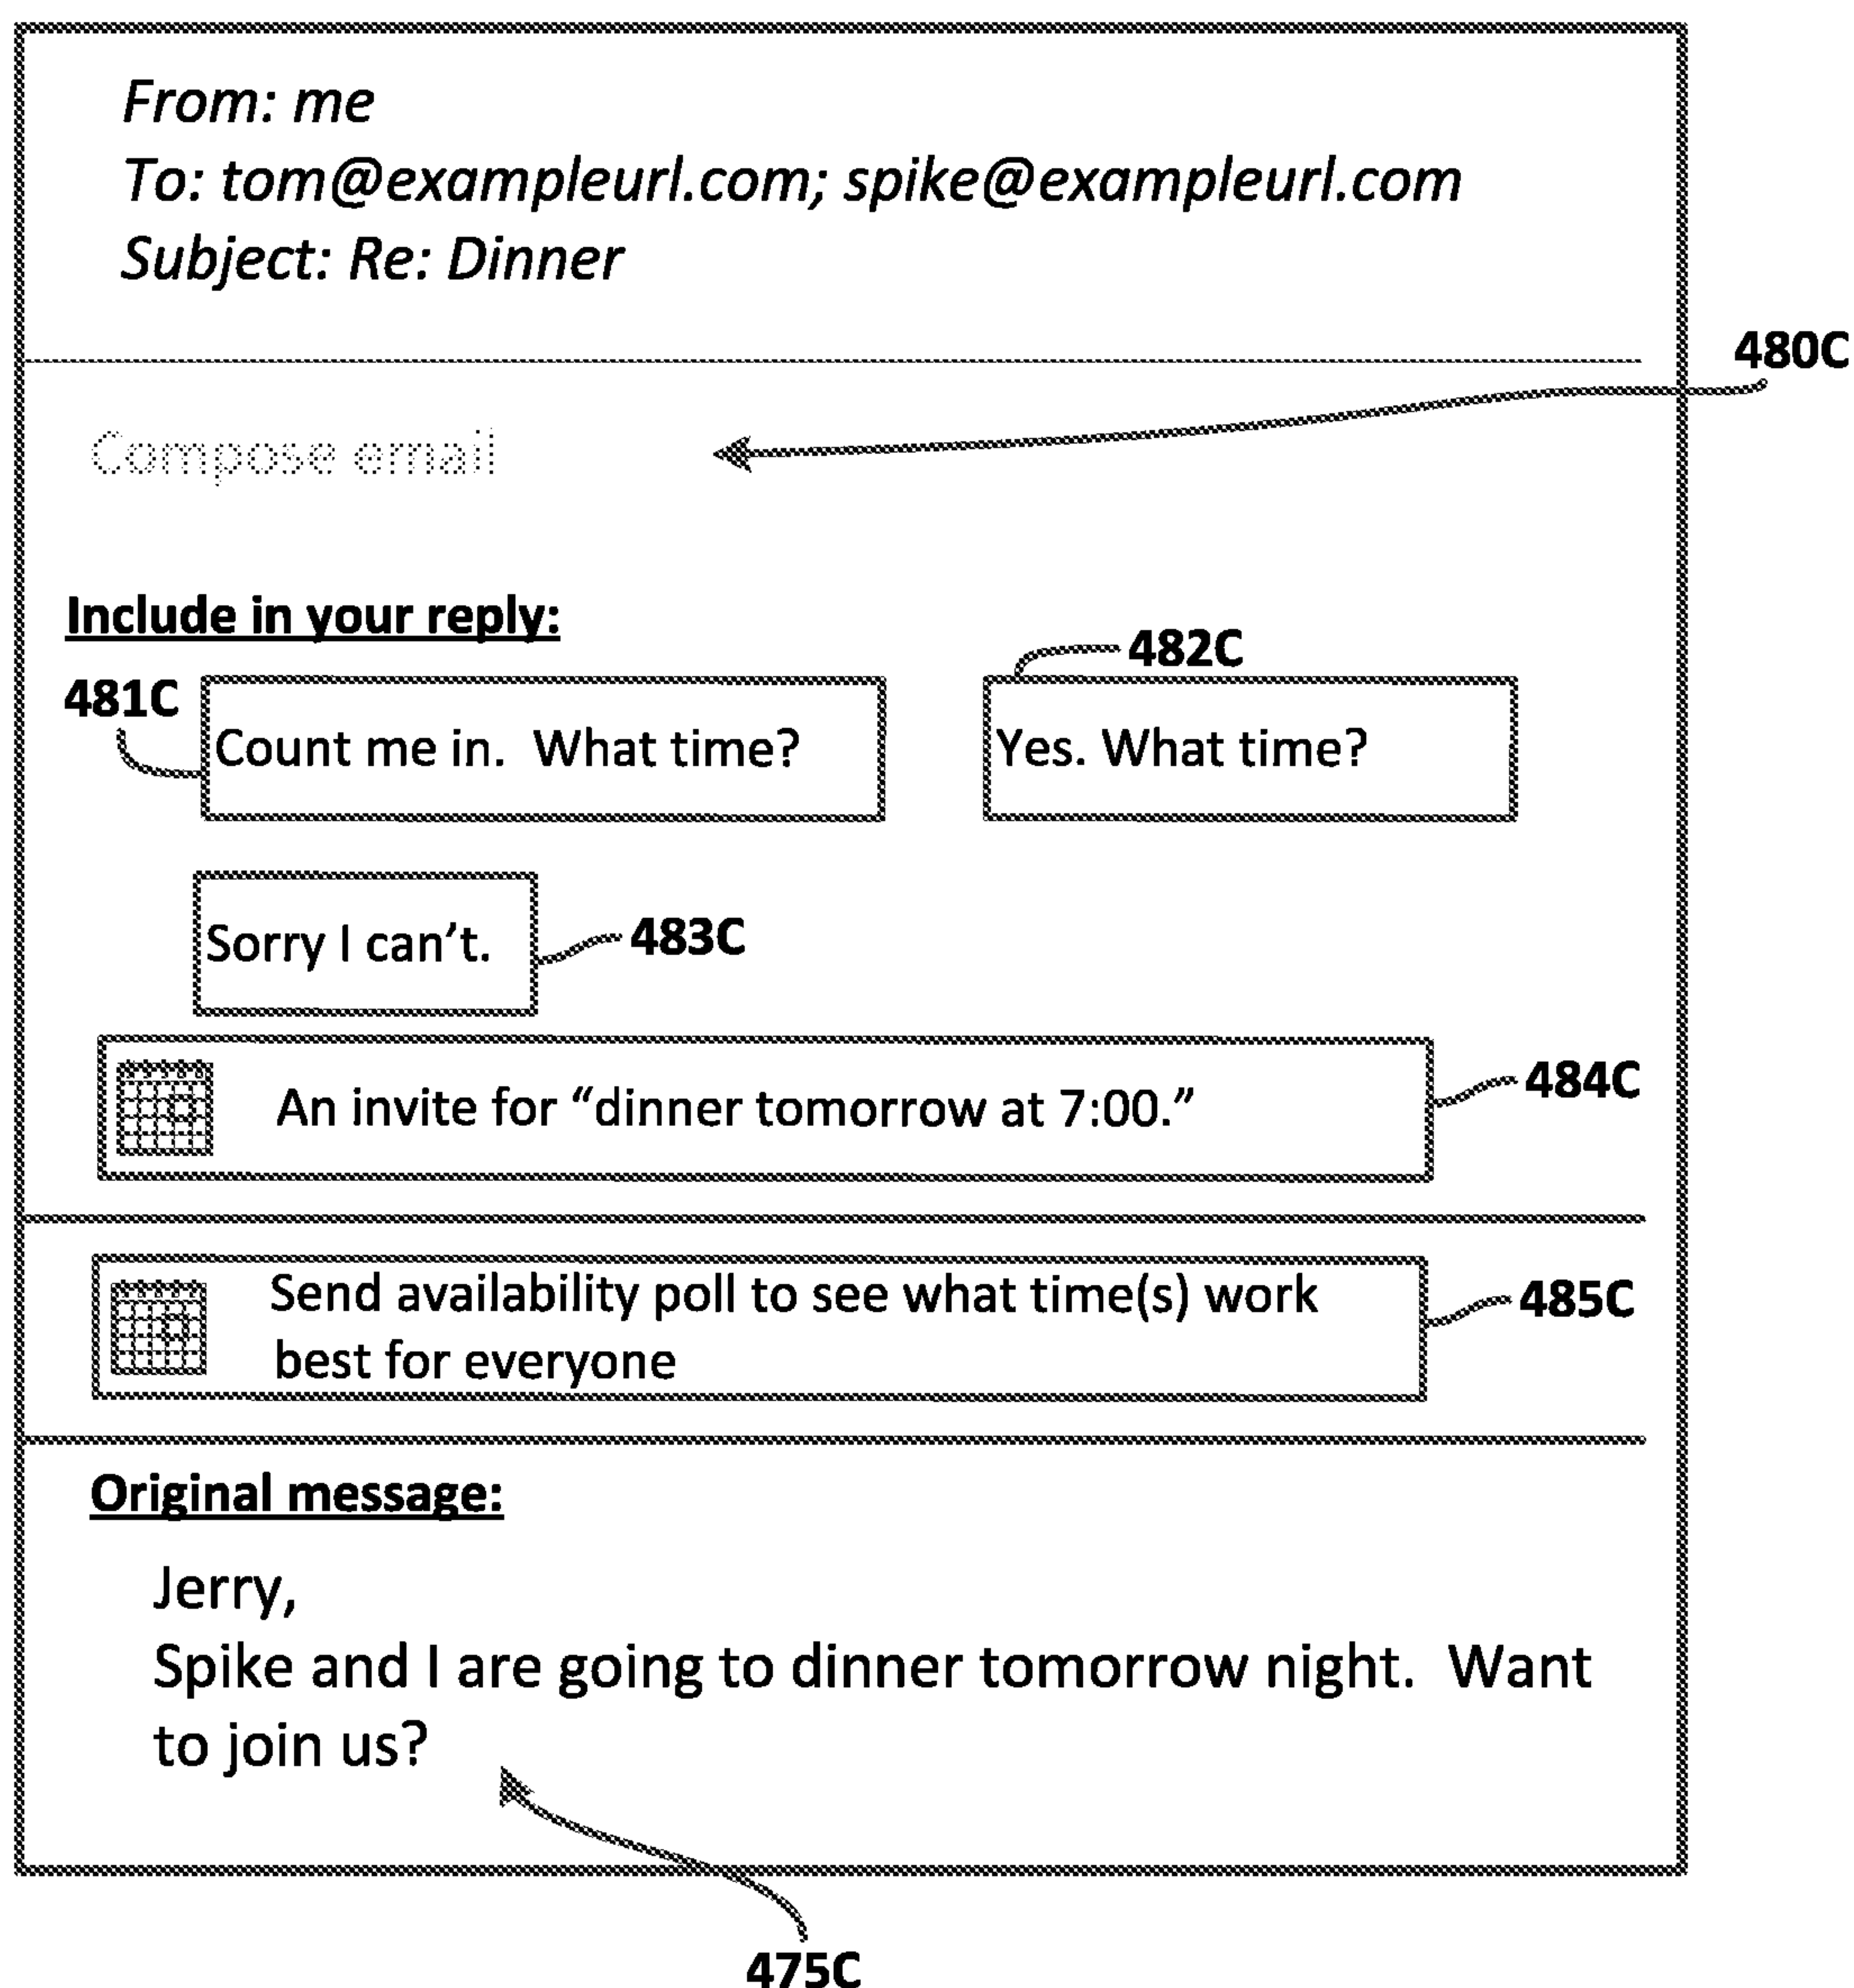 From: me
To: tom@exampleurl.com; spike@exampleurl.com
Subject: Re: Dinner
480C
Compose email
Include in your reply:
482C
481C
Count me in.  What time?
Yes. What time?
Sorry I can’t.
483C
An invite for “dinner tomorrow at 7:00.”
484C
Send availability poll to see what time(s) work
best for everyone
485C
Original message:
Jerry,
Spike and I are going to dinner tomorrow night.  Want
to join us?
475C